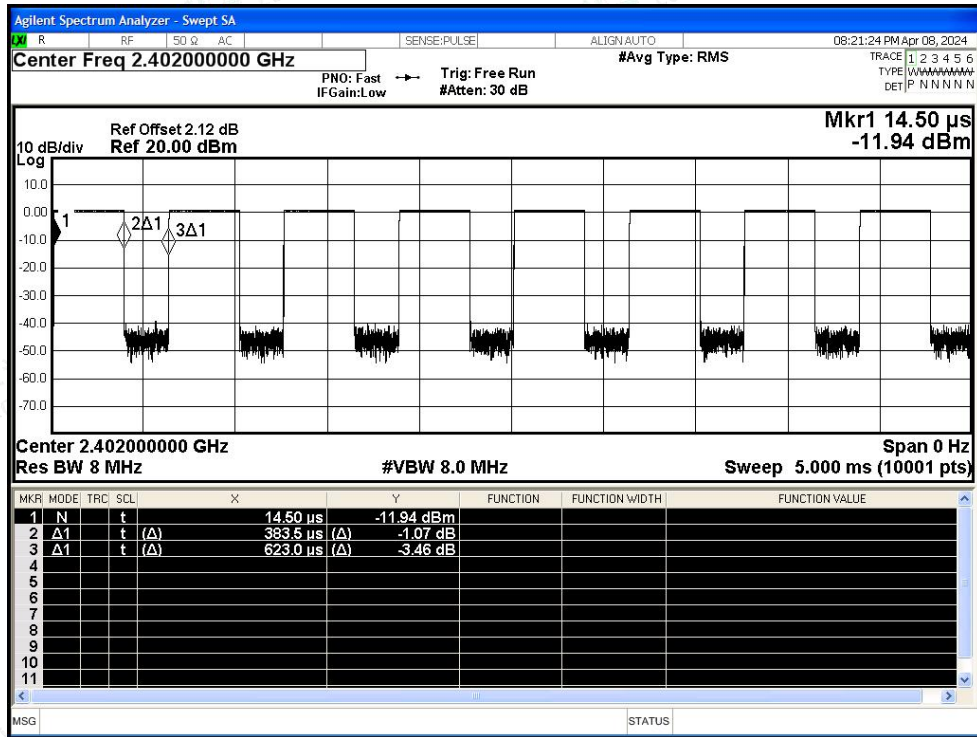 Agilent Spectrum Analyzer - Swept SA
LXI R RF 50 Ω AC SENSE:PULSE ALIGN AUTO 08:21:24 PM Apr 08, 2024
Center Freq 2.402000000 GHz
#Avg Type: RMS
TRACE 1 2 3 4 5 6
PNO: Fast Trig: Free Run
TYPE
IFGain:Low #Atten: 30 dB
DET P N N N N N
Mkr1 14.50 µs
Ref Offset 2.12 dB
-11.94 dBm
10 dB/div Ref 20.00 dBm
Log
10.0
0.00
1 2Δ1 3Δ1
-10.0
-20.0
-30.0
-40.0
-50.0
-60.0
-70.0
Center 2.402000000 GHz Span 0 Hz
Res BW 8 MHz #VBW 8.0 MHz Sweep 5.000 ms (10001 pts)
MKR MODE TRC SCL X Y FUNCTION FUNCTION WIDTH FUNCTION VALUE
1 N t 14.50 µs -11.94 dBm
2 Δ1 t (Δ) 383.5 µs (Δ) -1.07 dB
3 Δ1 t (Δ) 623.0 µs (Δ) -3.46 dB
4
5
6
7
8
9
10
11
MSG STATUS